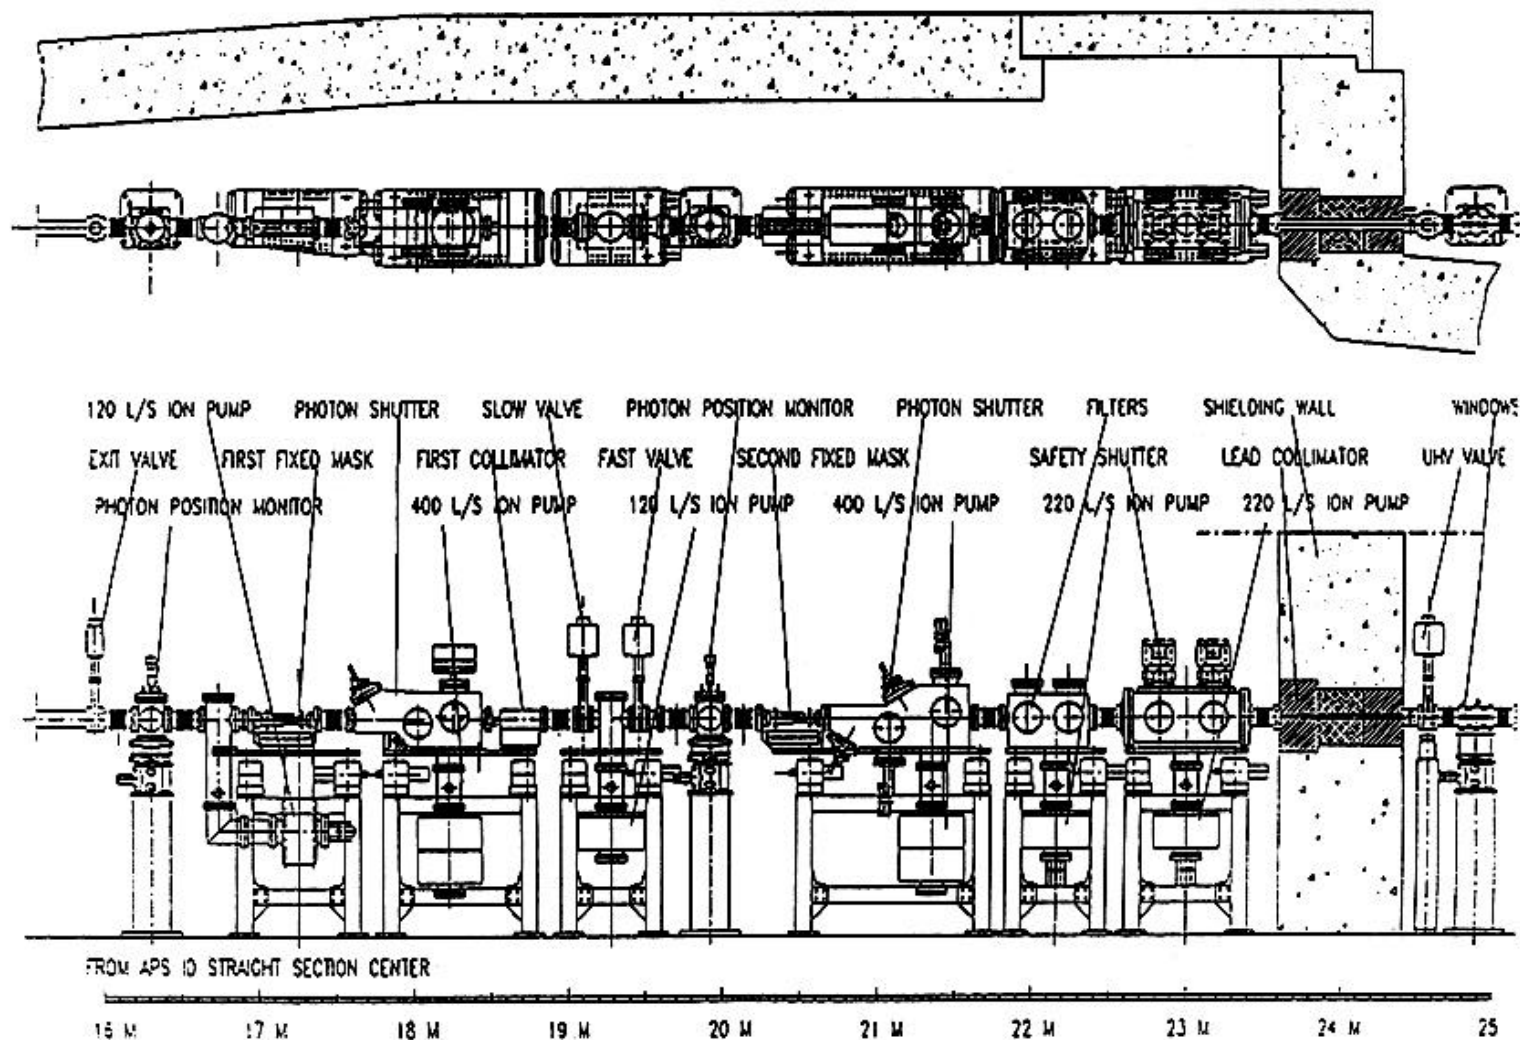 120 L/S ION PUMP PHOTON SHUTTER SLOW VALVE PHOTON POSITION MONITOR PHOTON SHUTTER FILTERS SHIELDING WALL WINDOWS
EXIT VALVE FIRST FIXED MASK FIRST COLLIMATOR FAST VALVE SECOND FIXED MASK SAFETY SHUTTER LEAD COLLIMATOR UHV VALVE
PHOTON POSITION MONITOR 400 L/S ION PUMP 120 L/S ION PUMP 400 L/S ION PUMP 220 L/S ION PUMP 220 L/S ION PUMP
FROM APS ID STRAIGHT SECTION CENTER
16 M 17 M 18 M 19 M 20 M 21 M 22 M 23 M 24 M 25